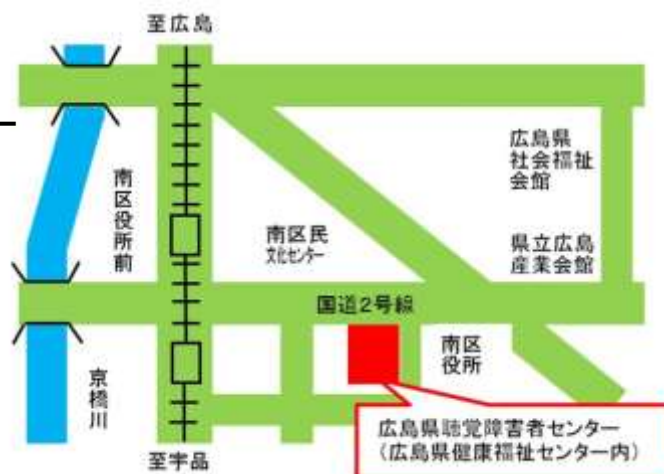 至広島
広島県
社会福祉
会館
南区役所前
南区民
文化センター
県立広島
産業会館
国道2号線
南区
役所
京橋川
広島県聴覚障害者センター
（広島県健康福祉センター内）
至宇品